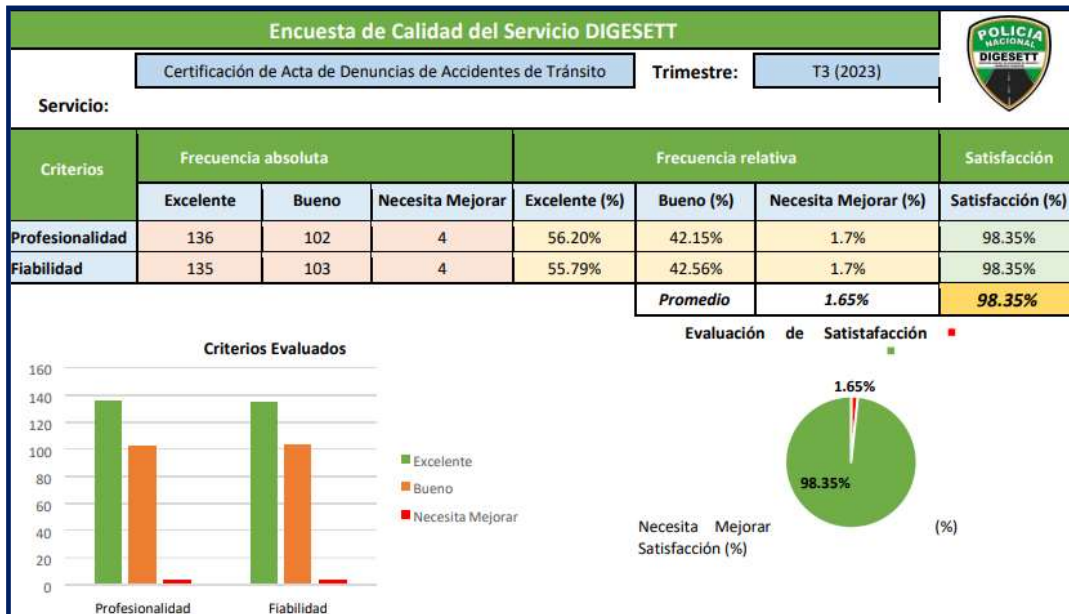 Encuesta de Calidad del Servicio DIGESETT
POLICIA
NACIONAL
DIGESETT
Certificación de Acta de Denuncias de Accidentes de Tránsito Trimestre: T3 (2023)
Servicio:
Criterios Frecuencia absoluta Frecuencia relativa Satisfacción
Excelente Bueno Necesita Mejorar Excelente (%) Bueno (%) Necesita Mejorar (%) Satisfacción (%)
Profesionalidad 136 102 4 56.20% 42.15% 1.7% 98.35%
Fiabilidad 135 103 4 55.79% 42.56% 1.7% 98.35%
Promedio 1.65% 98.35%
Criterios Evaluados
160
140
120
100
80
60
40
20
0
Profesionalidad Fiabilidad
Excelente
Bueno
Necesita Mejorar
Evaluación de Satistafacción
1.65%
98.35%
Necesita Mejorar (%)
Satisfacción (%)